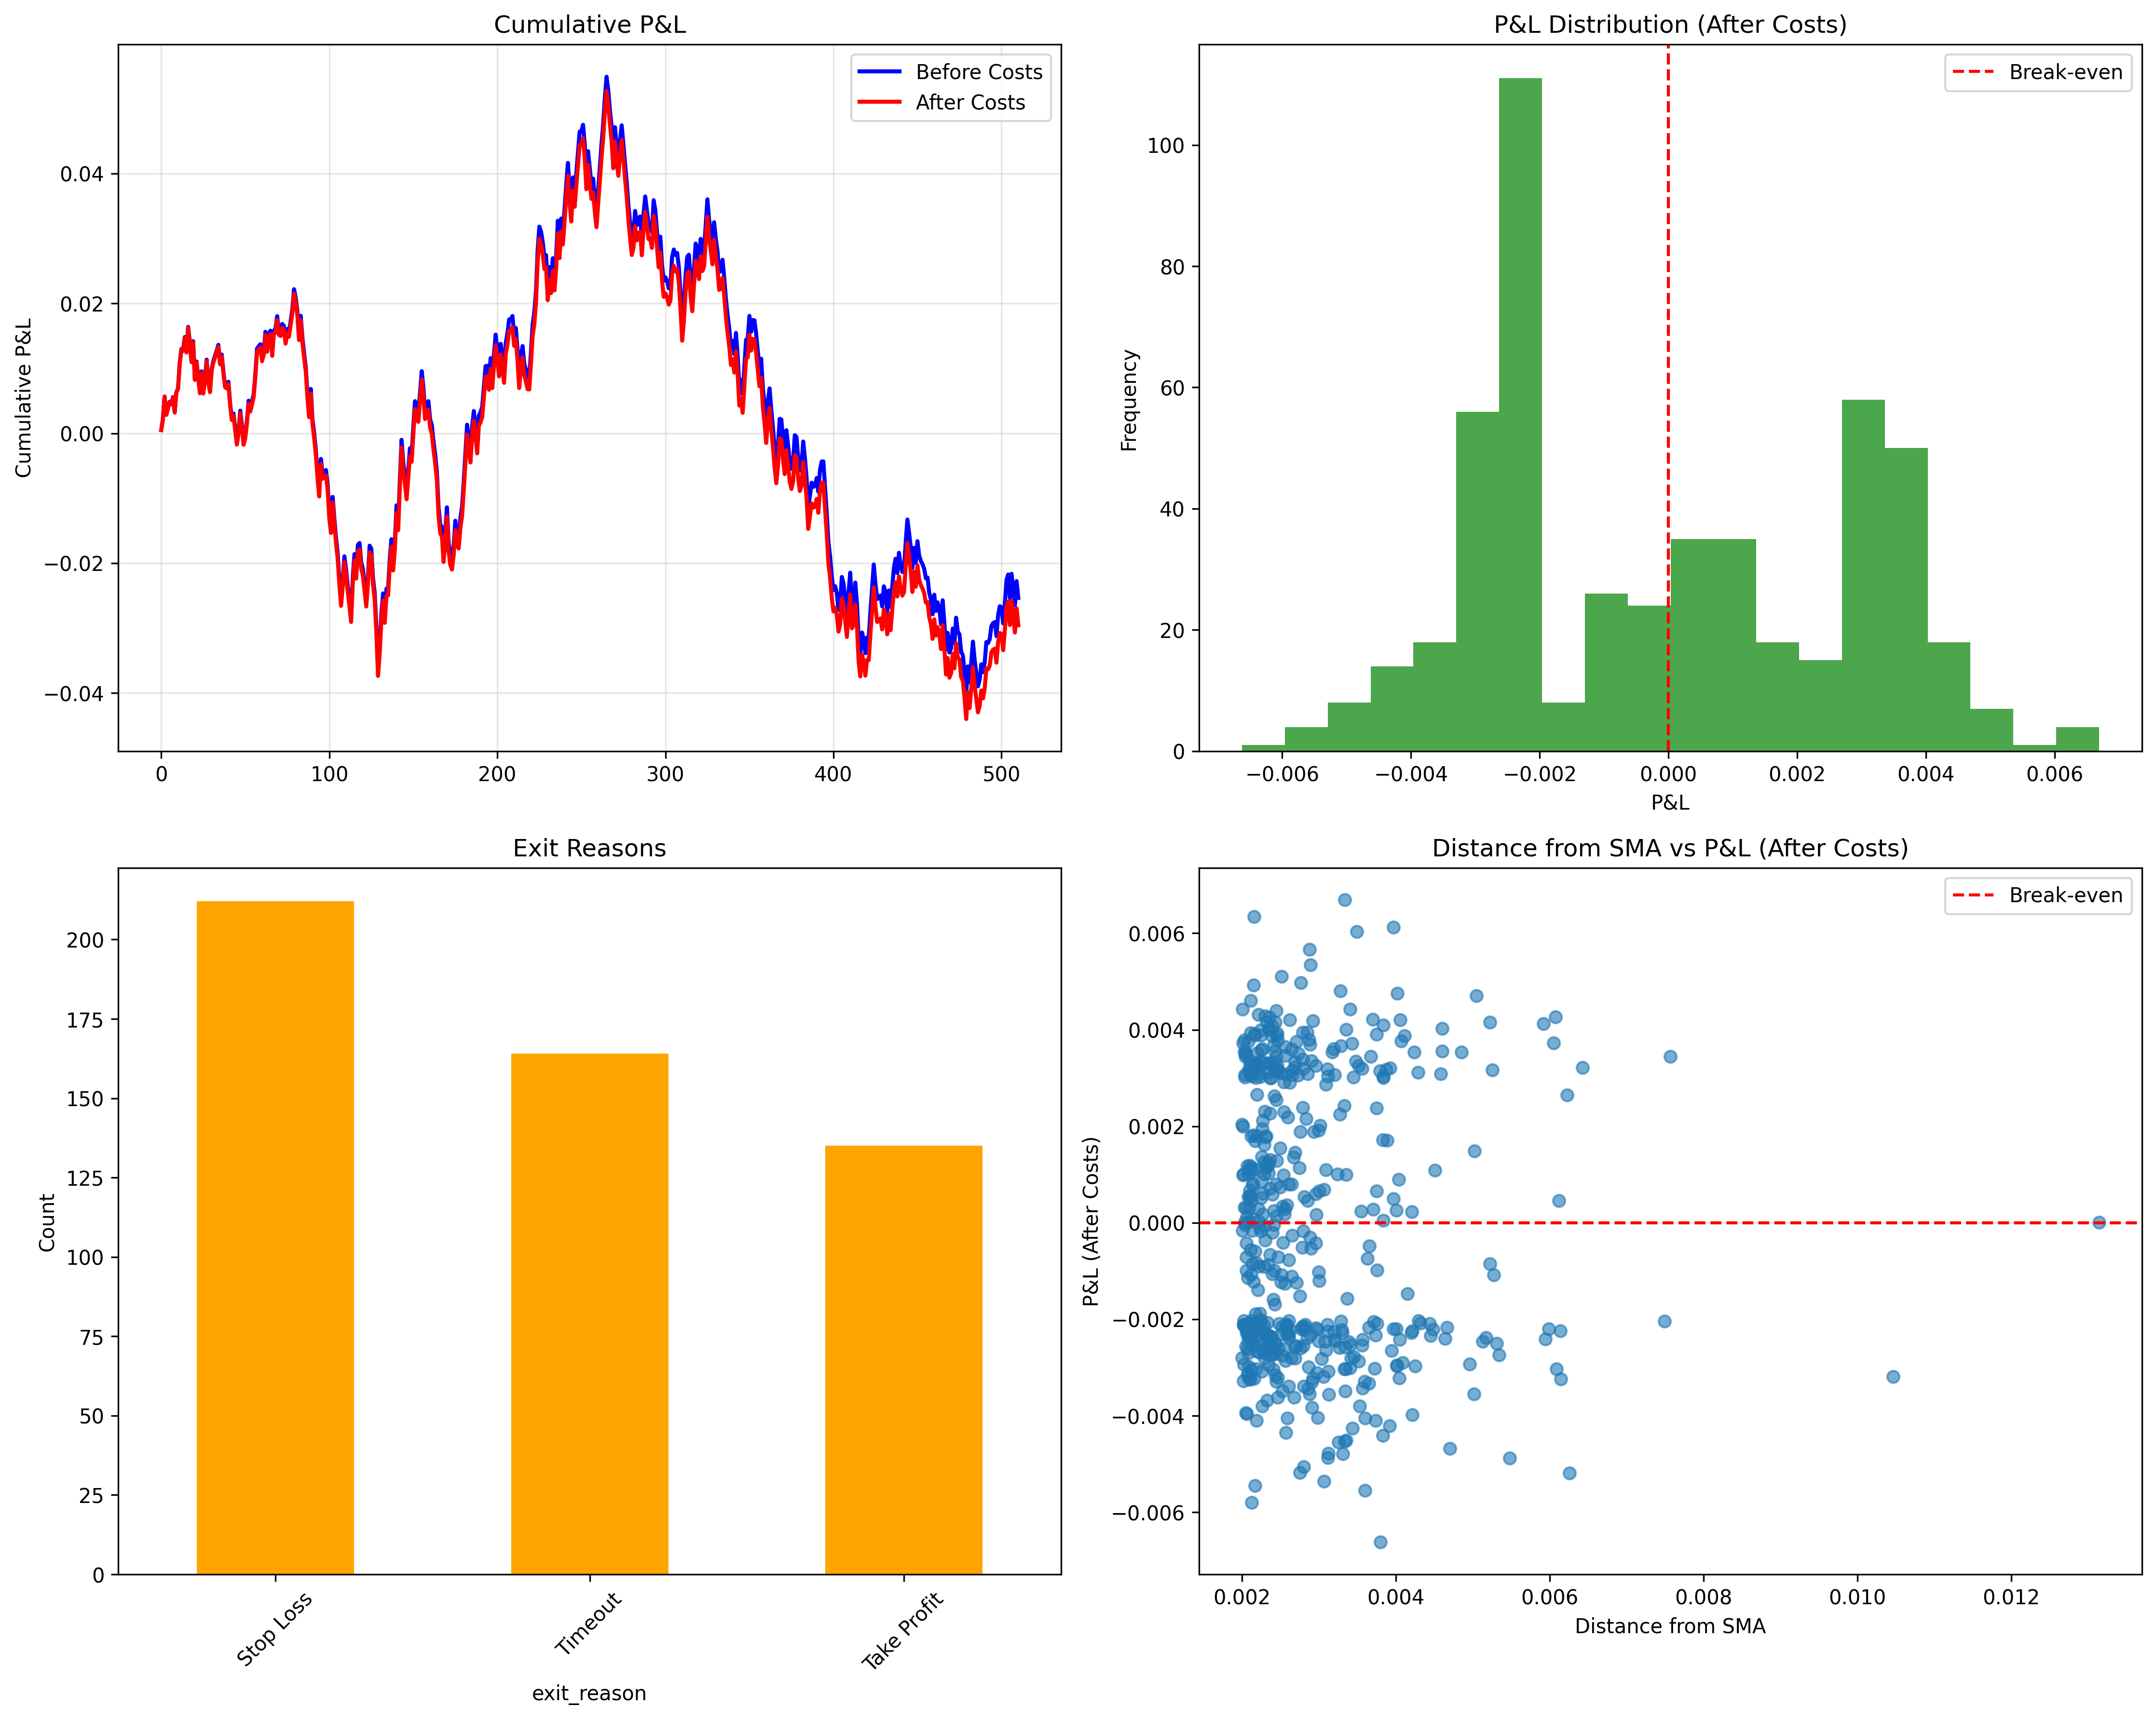 Cumulative P&L
Before Costs
After Costs
Cumulative P&L
0.04
0.02
0.00
−0.02
−0.04
0
100
200
300
400
500
P&L Distribution (After Costs)
Break-even
Frequency
100
80
60
40
20
0
−0.006
−0.004
−0.002
0.000
0.002
0.004
0.006
P&L
Exit Reasons
Count
200
175
150
125
100
75
50
25
0
Stop Loss
Timeout
Take Profit
exit_reason
Distance from SMA vs P&L (After Costs)
Break-even
P&L (After Costs)
0.006
0.004
0.002
0.000
−0.002
−0.004
−0.006
0.002
0.004
0.006
0.008
0.010
0.012
Distance from SMA